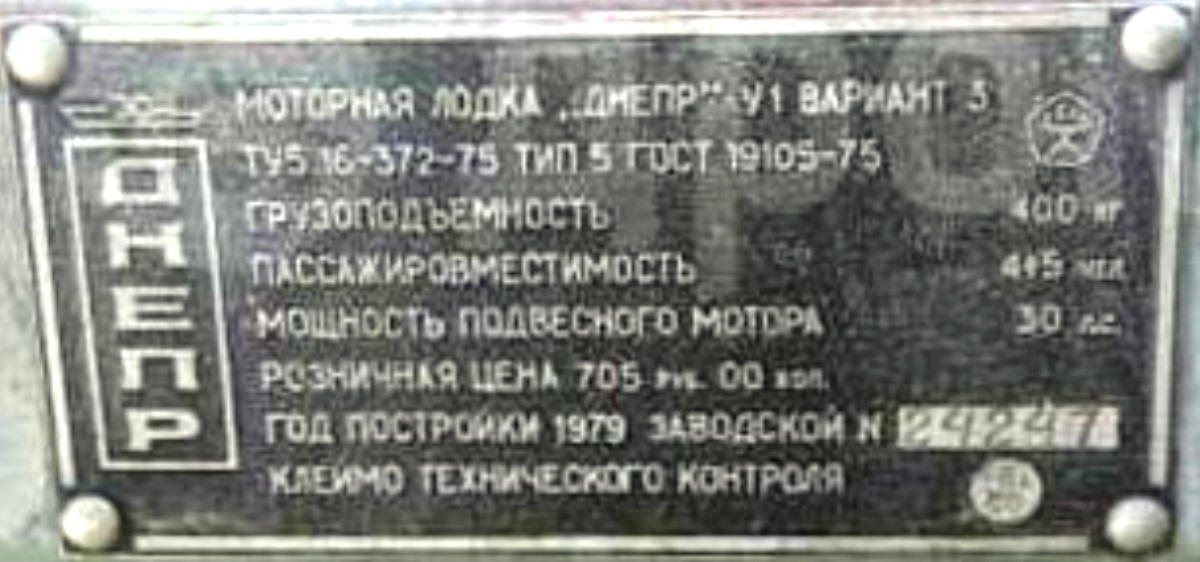 ДНЕПР
МОТОРНАЯ ЛОДКА „ДНЕПР" У1 ВАРИАНТ 3
ТУ5.16-372-75 ТИП 5 ГОСТ 19105-75
ГРУЗОПОДЪЕМНОСТЬ 400 кг
ПАССАЖИРОВМЕСТИМОСТЬ 4+5 чел.
МОЩНОСТЬ ПОДВЕСНОГО МОТОРА 30 л.с.
РОЗНИЧНАЯ ЦЕНА 705 руб. 00 коп.
ГОД ПОСТРОЙКИ 1979 ЗАВОДСКОЙ N 24247
КЛЕЙМО ТЕХНИЧЕСКОГО КОНТРОЛЯ